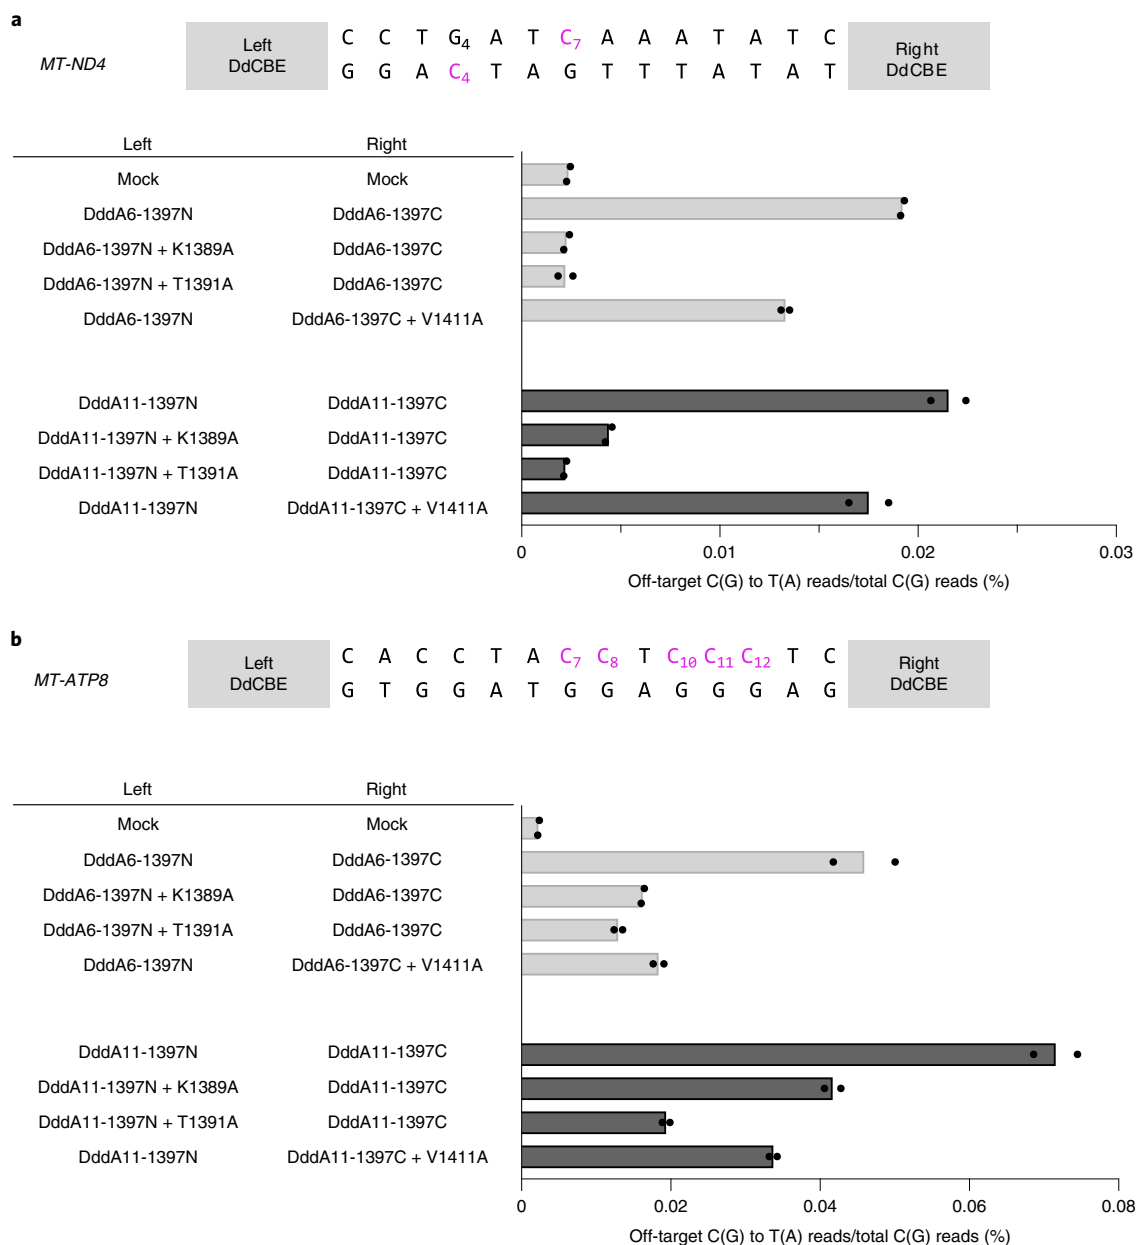 a
MT-ND4
Left
DdCBE
C C T G4 A T C7 A A A T A T C
G G A C4 T A G T T T A T A T
Right
DdCBE
Left Right
Mock Mock
DddA6-1397N DddA6-1397C
DddA6-1397N + K1389A DddA6-1397C
DddA6-1397N + T1391A DddA6-1397C
DddA6-1397N DddA6-1397C + V1411A
DddA11-1397N DddA11-1397C
DddA11-1397N + K1389A DddA11-1397C
DddA11-1397N + T1391A DddA11-1397C
DddA11-1397N DddA11-1397C + V1411A
0 0.01 0.02 0.03
Off-target C(G) to T(A) reads/total C(G) reads (%)
b
MT-ATP8
Left
DdCBE
C A C C T A C7 C8 T C10 C11 C12 T C
G T G G A T G G A G G G A G
Right
DdCBE
Left Right
Mock Mock
DddA6-1397N DddA6-1397C
DddA6-1397N + K1389A DddA6-1397C
DddA6-1397N + T1391A DddA6-1397C
DddA6-1397N DddA6-1397C + V1411A
DddA11-1397N DddA11-1397C
DddA11-1397N + K1389A DddA11-1397C
DddA11-1397N + T1391A DddA11-1397C
DddA11-1397N DddA11-1397C + V1411A
0 0.02 0.04 0.06 0.08
Off-target C(G) to T(A) reads/total C(G) reads (%)